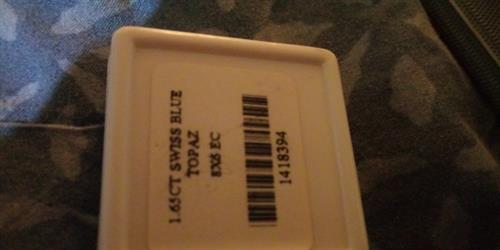 1.65CT SWISS BLUE
TOPAZ
8X6 EC
1418394